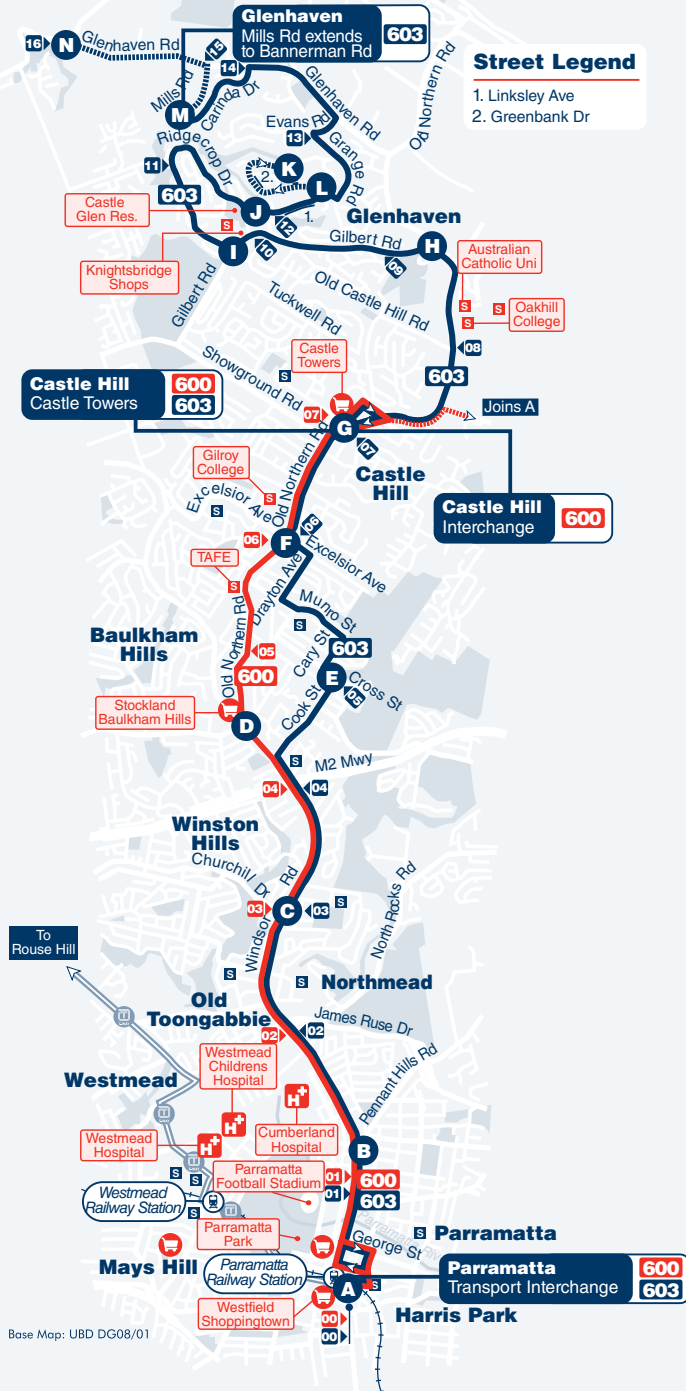 Glenhaven
Mills Rd extends
to Bannerman Rd
603
16
N
Glenhaven Rd
15
14
Mills Rd
Carinda Dr
M
Glenhaven Rd
Old Northern Rd
Street Legend
1. Linksley Ave
2. Greenbank Dr
Evans Rd
13
Grange Rd
Ridgecrop Dr
11
603
K
2.
L
J
12
1.
Castle
Glen Res.
S
Glenhaven
I
10
Gilbert Rd
09
H
Knightsbridge
Shops
Gilbert Rd
Australian
Catholic Uni
S
S
S
Oakhill
College
Old Castle Hill Rd
Tuckwell Rd
08
Showground Rd
Castle
Towers
S
603
Castle Hill
Castle Towers
600
603
07
G
07
Joins A
Castle
Hill
Castle Hill
Interchange
600
Old Northern Rd
Gilroy
College
S
Excelsior Ave
S
06
06
F
Excelsior Ave
TAFE
S
Drayton Ave
Munro St
S
Baulkham
Hills
Old Northern Rd
05
600
Cary St
603
E
Cross St
05
Cook St
Stockland
Baulkham Hills
D
S
M2 Mwy
04
04
Winston
Hills
Churchill Dr
Windsor Rd
03
C
03
S
North Rocks Rd
To
Rouse Hill
S
S
Northmead
Old
Toongabbie
James Ruse Dr
02
02
Westmead
Westmead
Childrens
Hospital
Pennant Hills Rd
H+
H+
H+
Cumberland
Hospital
Westmead
Hospital
B
S
S
S
Parramatta
Football Stadium
01
01
600
603
Westmead
Railway Station
Parramatta
Park
George St
S
Parramatta
Mays Hill
Parramatta
Railway Station
A
S
Parramatta
Transport Interchange
600
603
Westfield
Shoppingtown
Harris Park
00
00
Base Map: UBD DG08/01